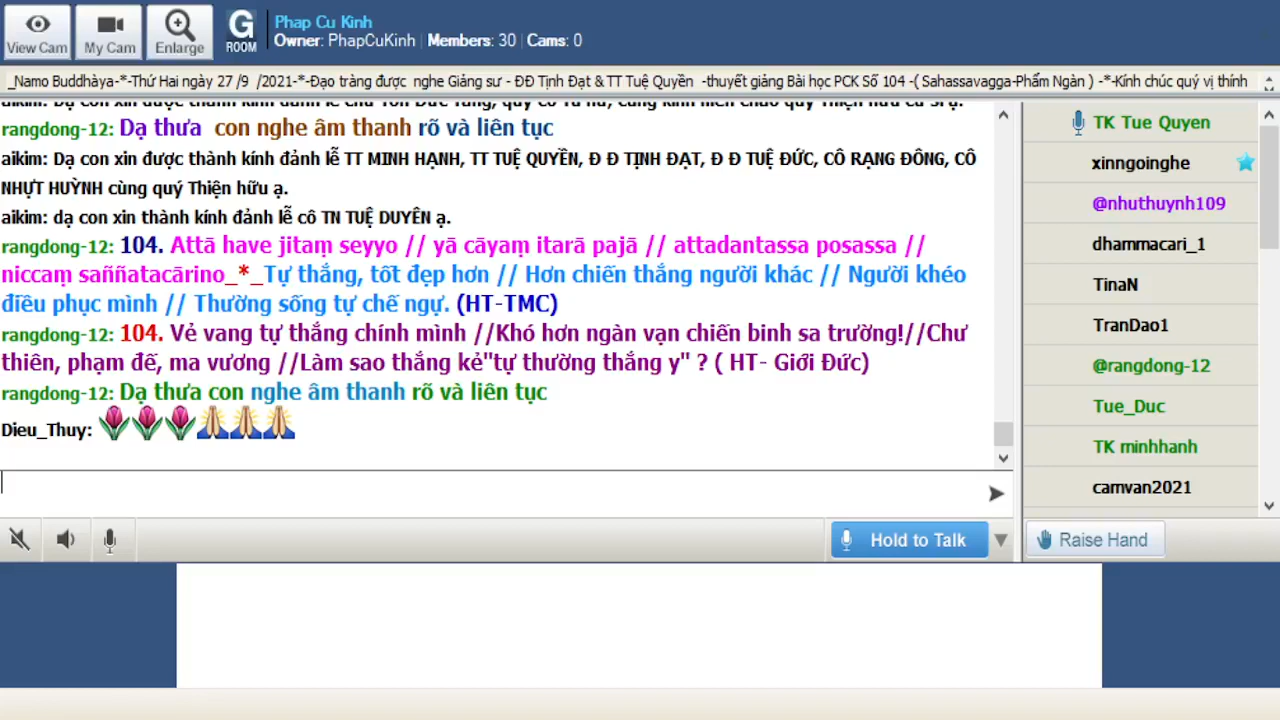 View Cam
My Cam
Enlarge
G
ROOM
Phap Cu Kinh
Owner: PhapCuKinh | Members: 30 | Cams: 0
_Namo Buddhàya-*-Thứ Hai ngày 27 /9 /2021-*-Đạo tràng được nghe Giảng sư - ĐĐ Tịnh Đạt & TT Tuệ Quyền -thuyết giảng Bài học PCK Số 104 -( Sahassavagga-Phẩm Ngàn ) -*-Kính chúc quý vị thính
rangdong-12: Dạ thưa con nghe âm thanh rõ và liên tục
aikim: Dạ con xin được thành kính đảnh lễ TT MINH HẠNH, TT TUỆ QUYỀN, Đ Đ TỊNH ĐẠT, Đ Đ TUỆ ĐỨC, CÔ RẠNG ĐÔNG, CÔ
NHỰT HUỲNH cùng quý Thiện hữu ạ.
aikim: dạ con xin thành kính đảnh lễ cô TN TUỆ DUYÊN ạ.
rangdong-12: 104. Attā have jitaṃ seyyo // yā cāyaṃ itarā pajā // attadantassa posassa //
niccaṃ saññatacārino_*_Tự thắng, tốt đẹp hơn // Hơn chiến thắng người khác // Người khéo
điều phục mình // Thường sống tự chế ngự. (HT-TMC)
rangdong-12: 104. Vẻ vang tự thắng chính mình //Khó hơn ngàn vạn chiến binh sa trường!//Chư
thiên, phạm đế, ma vương //Làm sao thắng kẻ"tự thường thắng y" ? ( HT- Giới Đức)
rangdong-12: Dạ thưa con nghe âm thanh rõ và liên tục
Dieu_Thuy:
TK Tue Quyen
xinngoinghe
@nhuthuynh109
dhammacari_1
TinaN
TranDao1
@rangdong-12
Tue_Duc
TK minhhanh
camvan2021
Hold to Talk
Raise Hand